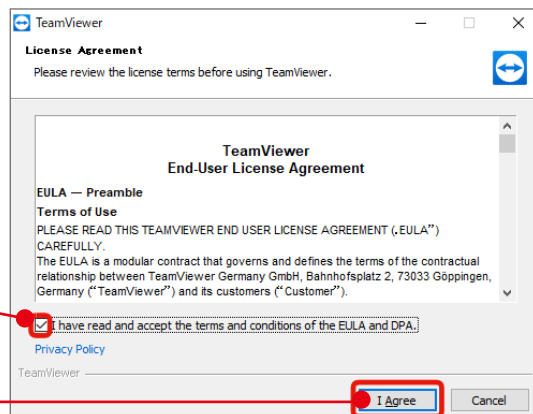 TeamViewer
License Agreement
Please review the license terms before using TeamViewer.
TeamViewer
End-User License Agreement
EULA — Preamble
Terms of Use
PLEASE READ THIS TEAMVIEWER END USER LICENSE AGREEMENT („EULA”)
CAREFULLY.
The EULA is a modular contract that governs and defines the terms of the contractual
relationship between TeamViewer Germany GmbH, Bahnhofsplatz 2, 73033 Göppingen,
Germany (“TeamViewer”) and its customers (“Customer”).
I have read and accept the terms and conditions of the EULA and DPA.
Privacy Policy
TeamViewer
I Agree
Cancel